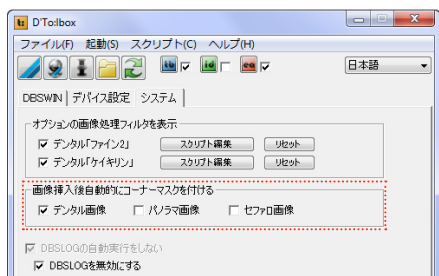 D'To:Ibox
ファイル(F) 起動(S) スクリプト(C) ヘルプ(H)
日本語
DBSWIN デバイス設定 システム
オプションの画像処理フィルタを表示
デンタル「ファイン2」 スクリプト編集 リセット
デンタル「ケイキリン」 スクリプト編集 リセット
画像挿入後自動的にコーナーマスクを付ける
デンタル画像 パノラマ画像 セファロ画像
DBSLOGの自動実行をしない
DBSLOGを無効にする